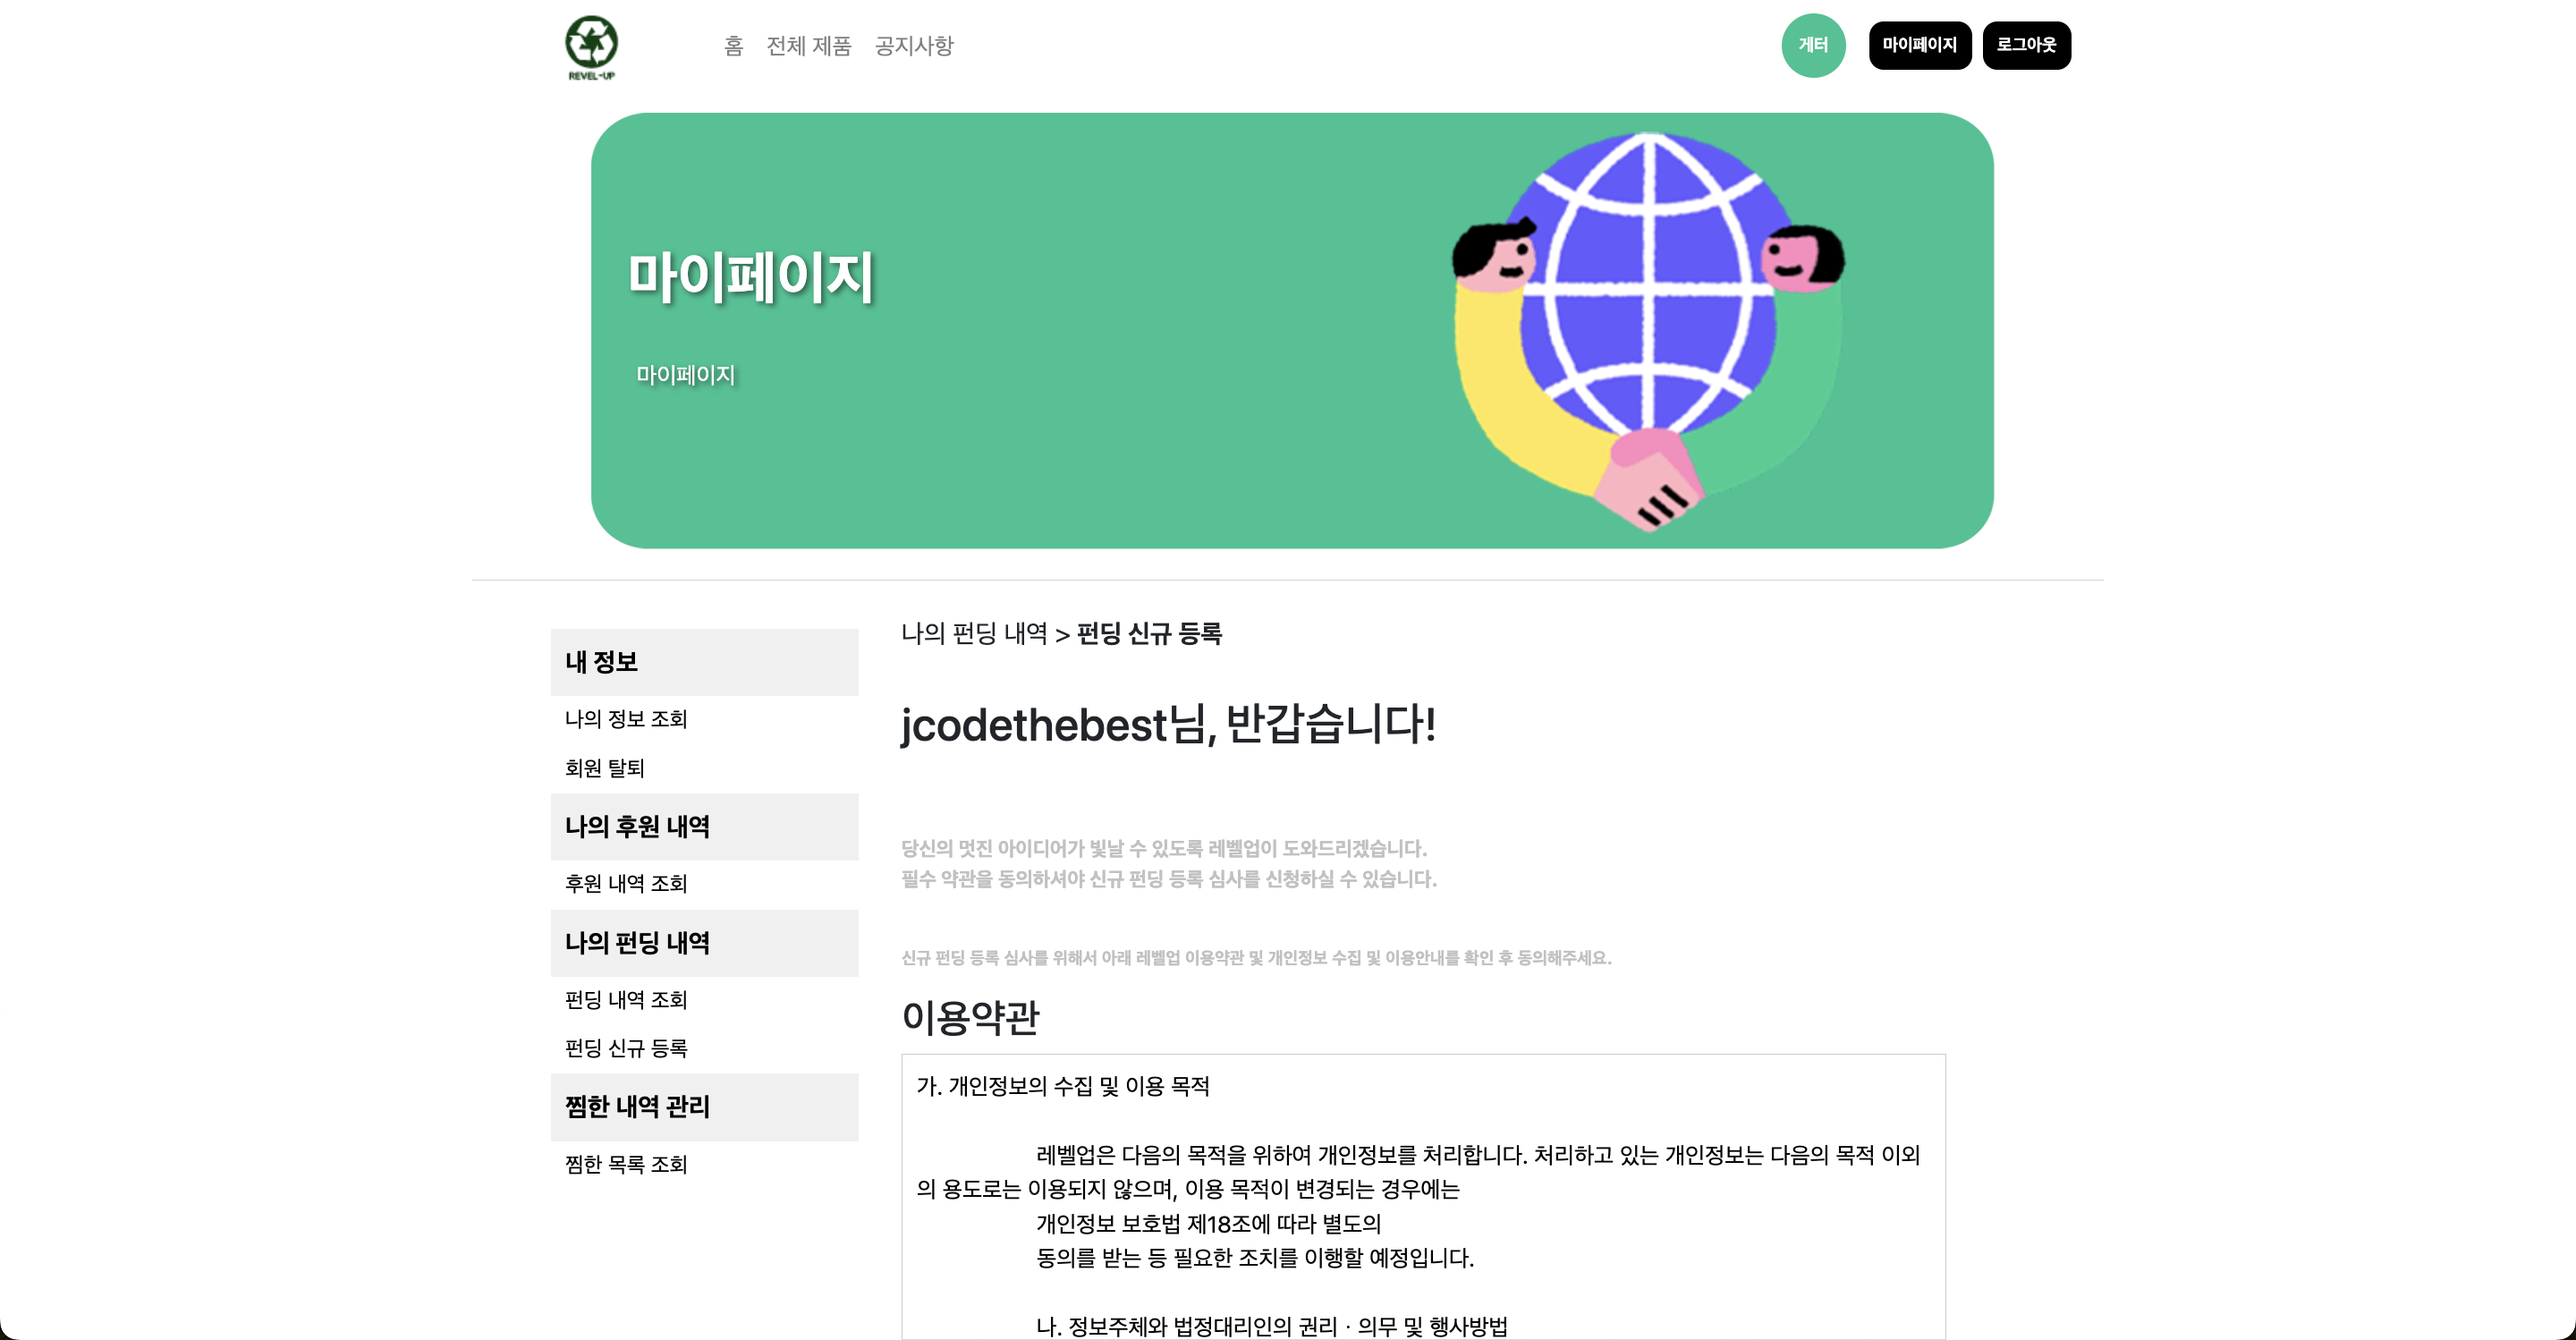 REVEL-UP
홈 전체 제품 공지사항
게터 마이페이지 로그아웃
마이페이지
마이페이지
내 정보
나의 정보 조회
회원 탈퇴
나의 후원 내역
후원 내역 조회
나의 펀딩 내역
펀딩 내역 조회
펀딩 신규 등록
찜한 내역 관리
찜한 목록 조회
나의 펀딩 내역 > 펀딩 신규 등록
jcodethebest님, 반갑습니다!
당신의 멋진 아이디어가 빛날 수 있도록 레벨업이 도와드리겠습니다.
필수 약관을 동의하셔야 신규 펀딩 등록 심사를 신청하실 수 있습니다.
신규 펀딩 등록 심사를 위해서 아래 레벨업 이용약관 및 개인정보 수집 및 이용안내를 확인 후 동의해주세요.
이용약관
가. 개인정보의 수집 및 이용 목적
레벨업은 다음의 목적을 위하여 개인정보를 처리합니다. 처리하고 있는 개인정보는 다음의 목적 이외
의 용도로는 이용되지 않으며, 이용 목적이 변경되는 경우에는
개인정보 보호법 제18조에 따라 별도의
동의를 받는 등 필요한 조치를 이행할 예정입니다.
나. 정보주체와 법정대리인의 권리ㆍ의무 및 행사방법